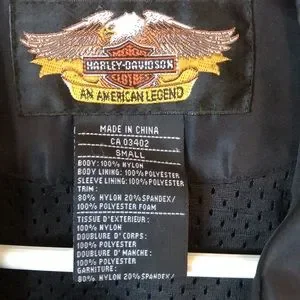 MOTOR
HARLEY-DAVIDSON
CLOTHES
AN AMERICAN LEGEND
MADE IN CHINA
CA 03402
SMALL
BODY: 100% NYLON
BODY LINING: 100% POLYESTER
SLEEVE LINING: 100% POLYESTER
TRIM:
80% NYLON 20% SPANDEX/
100% POLYESTER FOAM
TISSUE D'EXTERIEUR:
100% NYLON
DOUBLURE D'CORPS:
100% POLYESTER
DOUBLURE D'MANCHE:
100% POLYESTER
GARNITURE:
80% NYLON 20% SPANDEX/